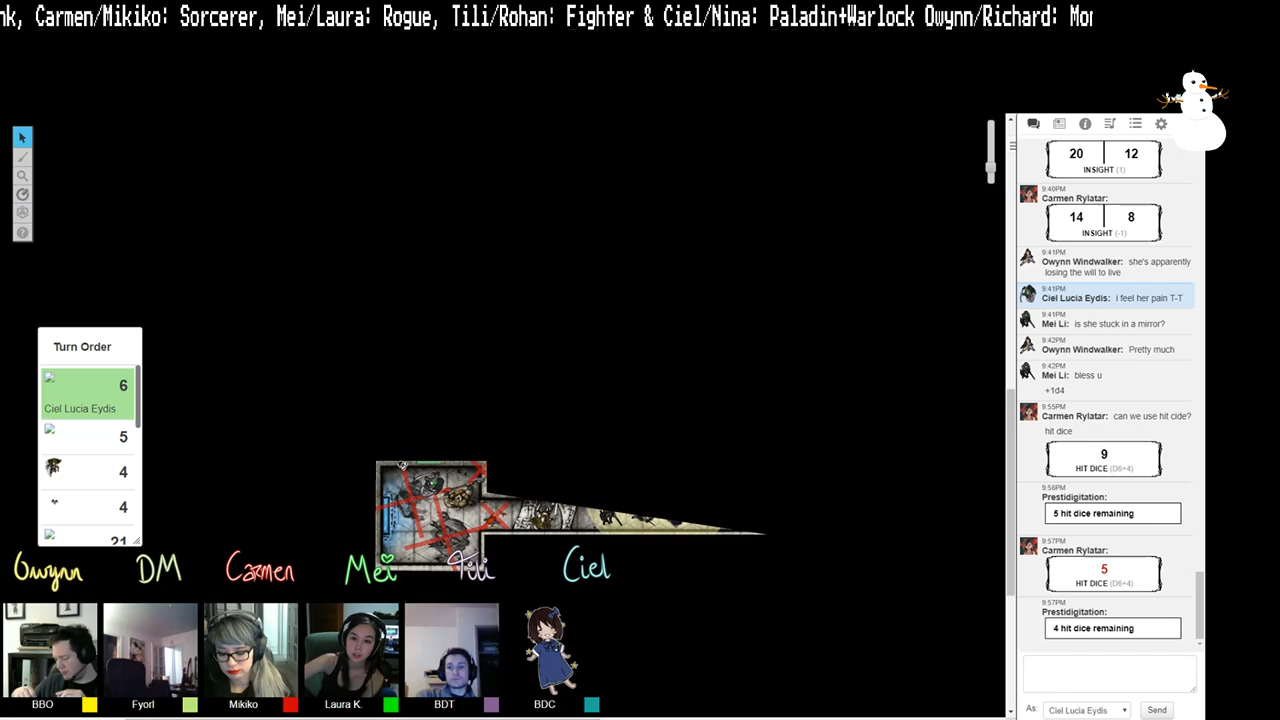 nk, Carmen/Mikiko: Sorcerer, Mei/Laura: Rogue, Tili/Rohan: Fighter & Ciel/Nina: Paladin+Warlock Owynn/Richard: Mon
20 12
INSIGHT (1)
9:40PM
Carmen Rylatar:
14 8
INSIGHT (-1)
9:41PM
Owynn Windwalker: she's apparently
losing the will to live
9:41PM
Ciel Lucia Eydis: i feel her pain T-T
9:41PM
Mei Li: is she stuck in a mirror?
9:42PM
Owynn Windwalker: Pretty much
9:42PM
Mei Li: bless u
+1d4
9:55PM
Carmen Rylatar: can we use hit cide?
hit dice
9
HIT DICE (D6+4)
9:56PM
Prestidigitation:
5 hit dice remaining
9:57PM
Carmen Rylatar:
5
HIT DICE (D6+4)
9:57PM
Prestidigitation:
4 hit dice remaining
As: Ciel Lucia Eydis Send
Turn Order
6
Ciel Lucia Eydis
5
4
4
21
Owynn DM Carmen Mei Tili Ciel
BBO Fyorl Mikiko Laura K. BDT BDC